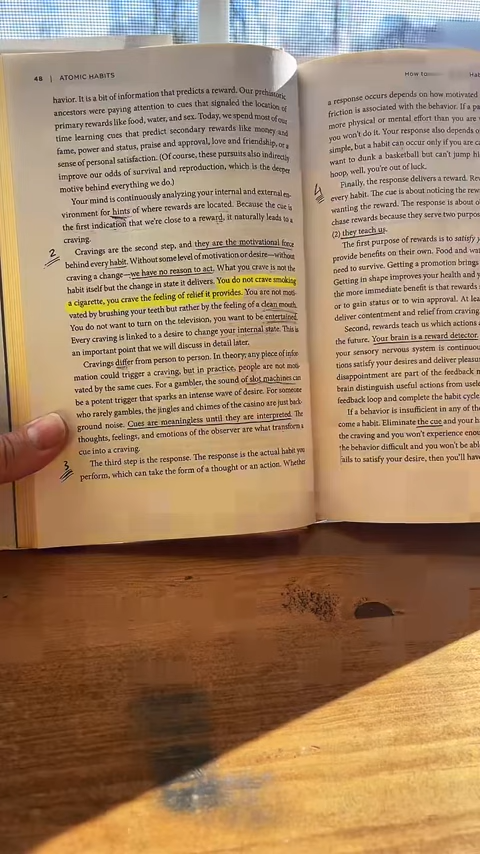 48 | ATOMIC HABITS
havior. It is a bit of information that predicts a reward. Our prehistoric
ancestors were paying attention to cues that signaled the location of
primary rewards like food, water, and sex. Today, we spend most of our
time learning cues that predict secondary rewards like money and
fame, power and status, praise and approval, love and friendship, or a
sense of personal satisfaction. (Of course, these pursuits also indirectly
improve our odds of survival and reproduction, which is the deeper
motive behind everything we do.)
Your mind is continuously analyzing your internal and external en-
vironment for hints of where rewards are located. Because the cue is
the first indication that we're close to a reward, it naturally leads to a
craving.
2
Cravings are the second step, and they are the motivational force
behind every habit. Without some level of motivation or desire—without
craving a change—we have no reason to act. What you crave is not the
habit itself but the change in state it delivers. You do not crave smoking
a cigarette, you crave the feeling of relief it provides. You are not moti-
vated by brushing your teeth but rather by the feeling of a clean mouth.
You do not want to turn on the television, you want to be entertained.
Every craving is linked to a desire to change your internal state. This is
an important point that we will discuss in detail later.
Cravings differ from person to person. In theory, any piece of infor-
mation could trigger a craving, but in practice, people are not moti-
vated by the same cues. For a gambler, the sound of slot machines can
be a potent trigger that sparks an intense wave of desire. For someone
who rarely gambles, the jingles and chimes of the casino are just back-
ground noise. Cues are meaningless until they are interpreted. The
thoughts, feelings, and emotions of the observer are what transform a
cue into a craving.
3
The third step is the response. The response is the actual habit you
perform, which can take the form of a thought or an action. Whether
How to
a response occurs depends on how motivated
friction is associated with the behavior. If a pa
more physical or mental effort than you are
you won't do it. Your response also depends o
simple, but a habit can occur only if you are ca
want to dunk a basketball but can't jump hi
hoop, well, you're out of luck.
4
Finally, the response delivers a reward. Rew
every habit. The cue is about noticing the rew
wanting the reward. The response is about o
chase rewards because they serve two purpos
(2) they teach us.
The first purpose of rewards is to satisfy y
provide benefits on their own. Food and wat
need to survive. Getting a promotion brings
Getting in shape improves your health and y
the more immediate benefit is that rewards
or to gain status or to win approval. At lea
deliver contentment and relief from craving
Second, rewards teach us which actions
the future. Your brain is a reward detector.
your sensory nervous system is continuou
tions satisfy your desires and deliver pleasu
disappointment are part of the feedback m
brain distinguish useful actions from usele
feedback loop and complete the habit cycle
If a behavior is insufficient in any of the
come a habit. Eliminate the cue and your h
the craving and you won't experience enou
the behavior difficult and you won't be abl
ails to satisfy your desire, then you'll have